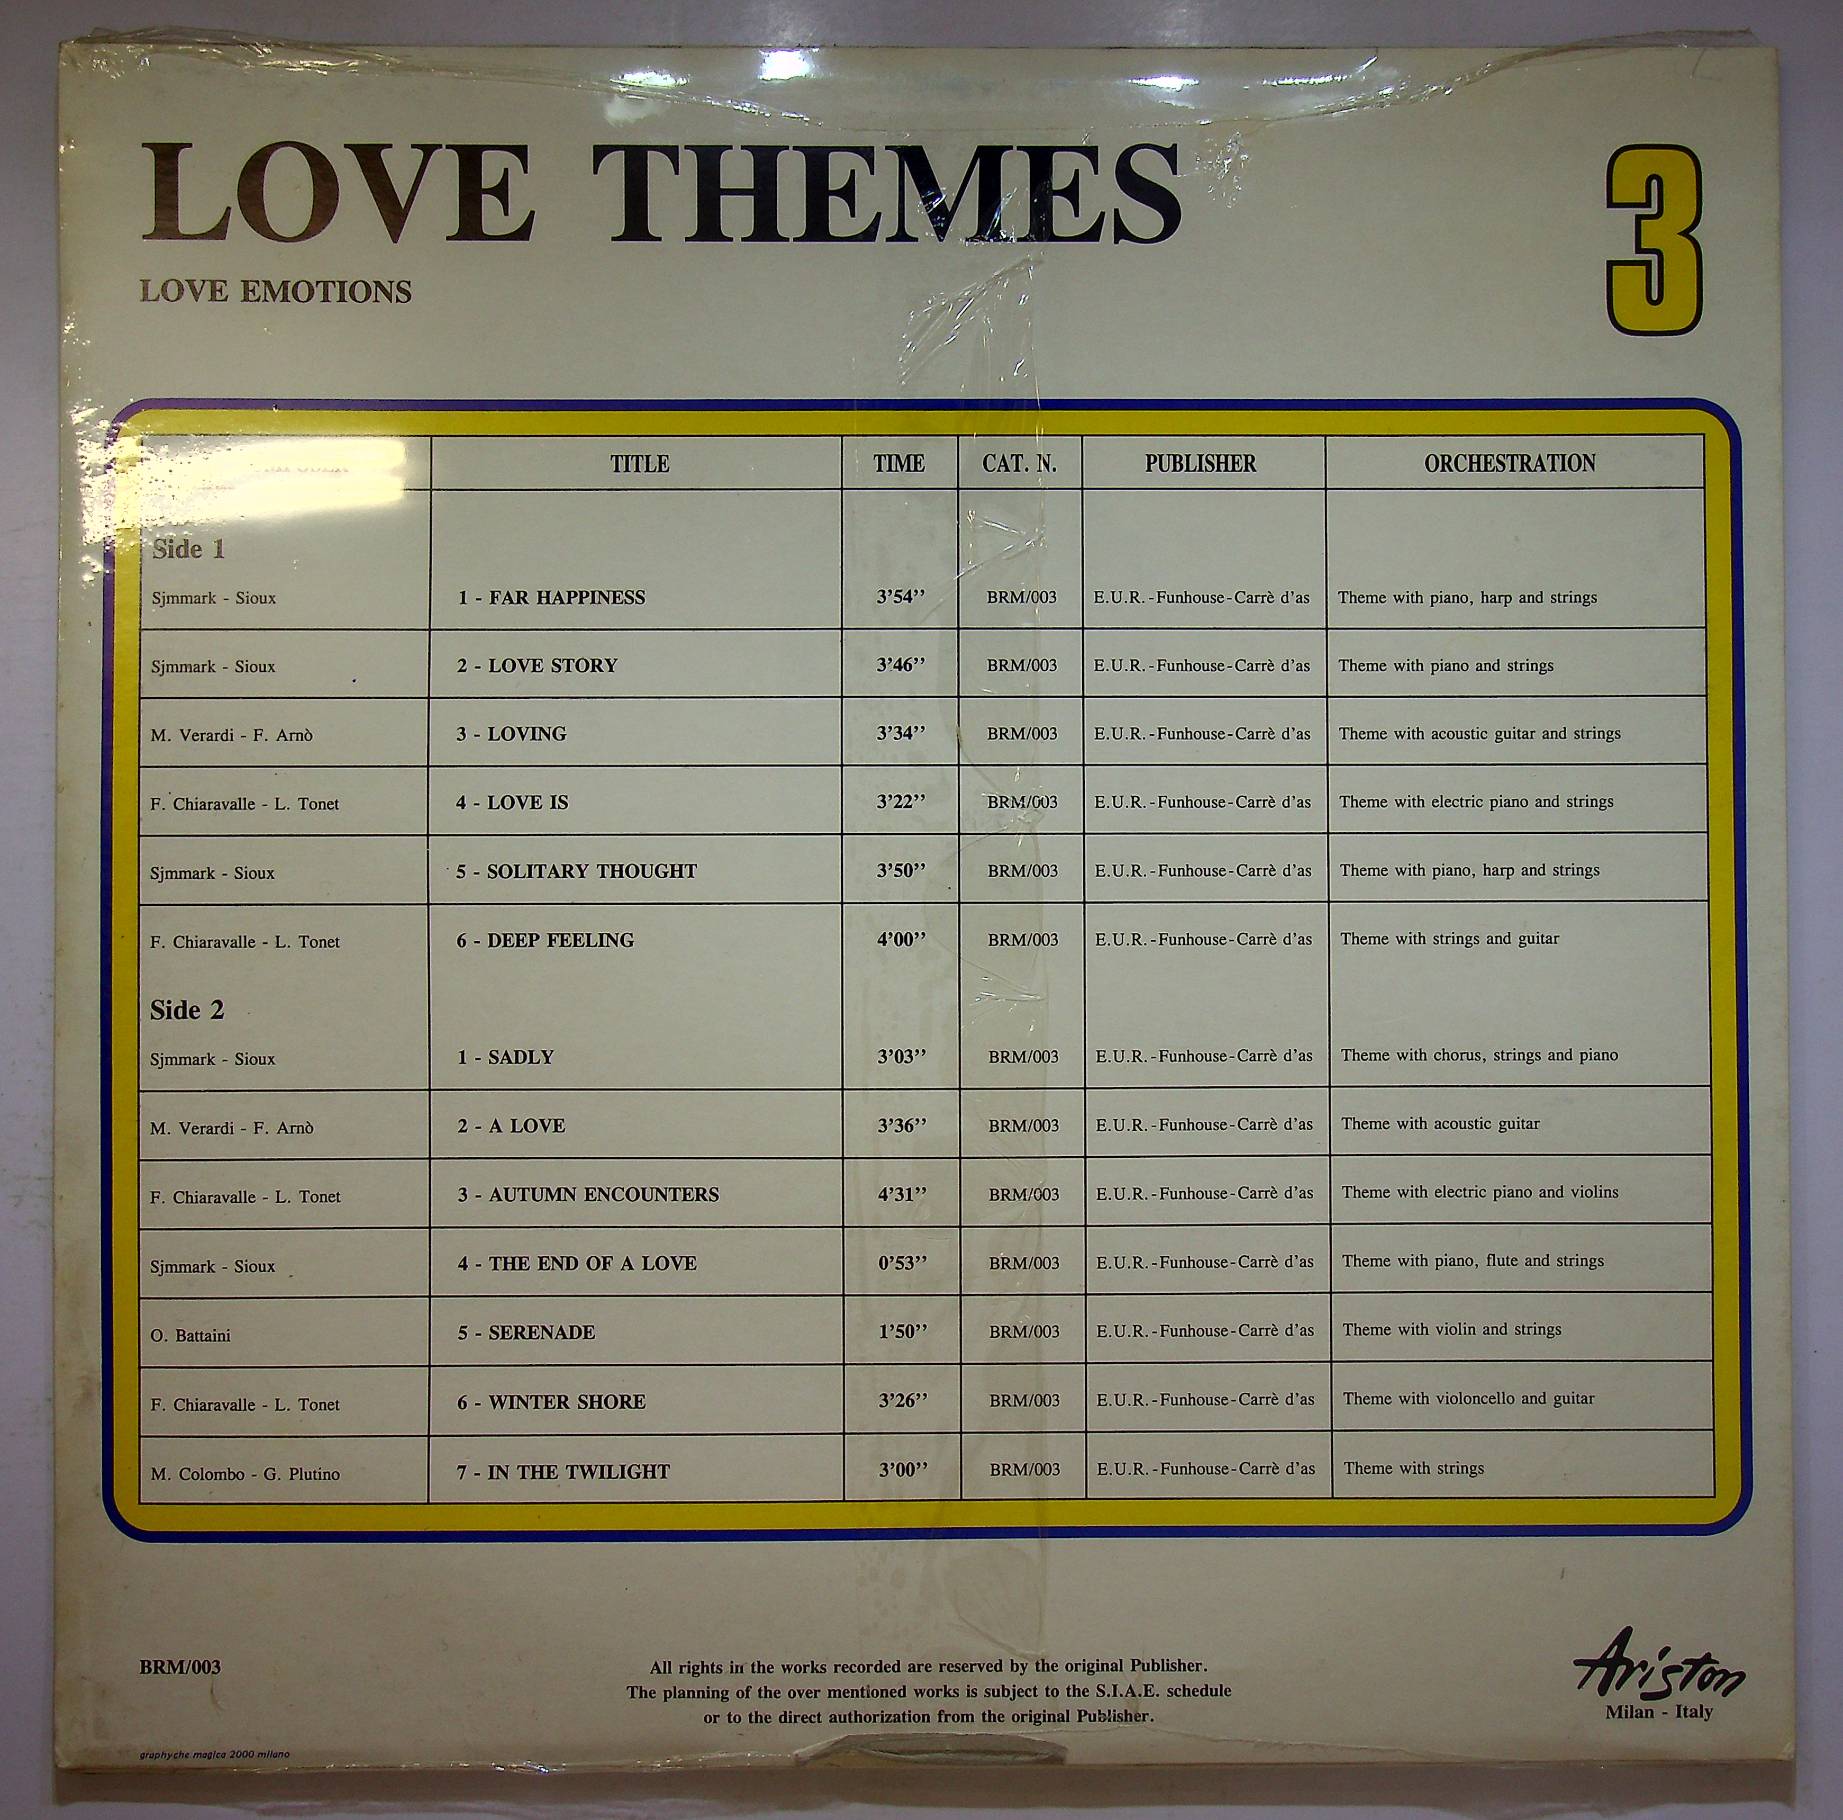 LOVE THEMES
3
LOVE EMOTIONS
TITLE TIME CAT. N. PUBLISHER ORCHESTRATION
Side 1
Sjmmark - Sioux 1 - FAR HAPPINESS 3’54’’ BRM/003 E.U.R.-Funhouse-Carrè d’as Theme with piano, harp and strings
Sjmmark - Sioux 2 - LOVE STORY 3’46’’ BRM/003 E.U.R.-Funhouse-Carrè d’as Theme with piano and strings
M. Verardi - F. Arnò 3 - LOVING 3’34’’ BRM/003 E.U.R.-Funhouse-Carrè d’as Theme with acoustic guitar and strings
F. Chiaravalle - L. Tonet 4 - LOVE IS 3’22’’ BRM/003 E.U.R.-Funhouse-Carrè d’as Theme with electric piano and strings
Sjmmark - Sioux 5 - SOLITARY THOUGHT 3’50’’ BRM/003 E.U.R.-Funhouse-Carrè d’as Theme with piano, harp and strings
F. Chiaravalle - L. Tonet 6 - DEEP FEELING 4’00’’ BRM/003 E.U.R.-Funhouse-Carrè d’as Theme with strings and guitar
Side 2
Sjmmark - Sioux 1 - SADLY 3’03’’ BRM/003 E.U.R.-Funhouse-Carrè d’as Theme with chorus, strings and piano
M. Verardi - F. Arnò 2 - A LOVE 3’36’’ BRM/003 E.U.R.-Funhouse-Carrè d’as Theme with acoustic guitar
F. Chiaravalle - L. Tonet 3 - AUTUMN ENCOUNTERS 4’31’’ BRM/003 E.U.R.-Funhouse-Carrè d’as Theme with electric piano and violins
Sjmmark - Sioux 4 - THE END OF A LOVE 0’53’’ BRM/003 E.U.R.-Funhouse-Carrè d’as Theme with piano, flute and strings
O. Battaini 5 - SERENADE 1’50’’ BRM/003 E.U.R.-Funhouse-Carrè d’as Theme with violin and strings
F. Chiaravalle - L. Tonet 6 - WINTER SHORE 3’26’’ BRM/003 E.U.R.-Funhouse-Carrè d’as Theme with violoncello and guitar
M. Colombo - G. Plutino 7 - IN THE TWILIGHT 3’00’’ BRM/003 E.U.R.-Funhouse-Carrè d’as Theme with strings
BRM/003
All rights in the works recorded are reserved by the original Publisher.
The planning of the over mentioned works is subject to the S.I.A.E. schedule
or to the direct authorization from the original Publisher.
Ariston
Milan - Italy
graphyche magica 2000 milano